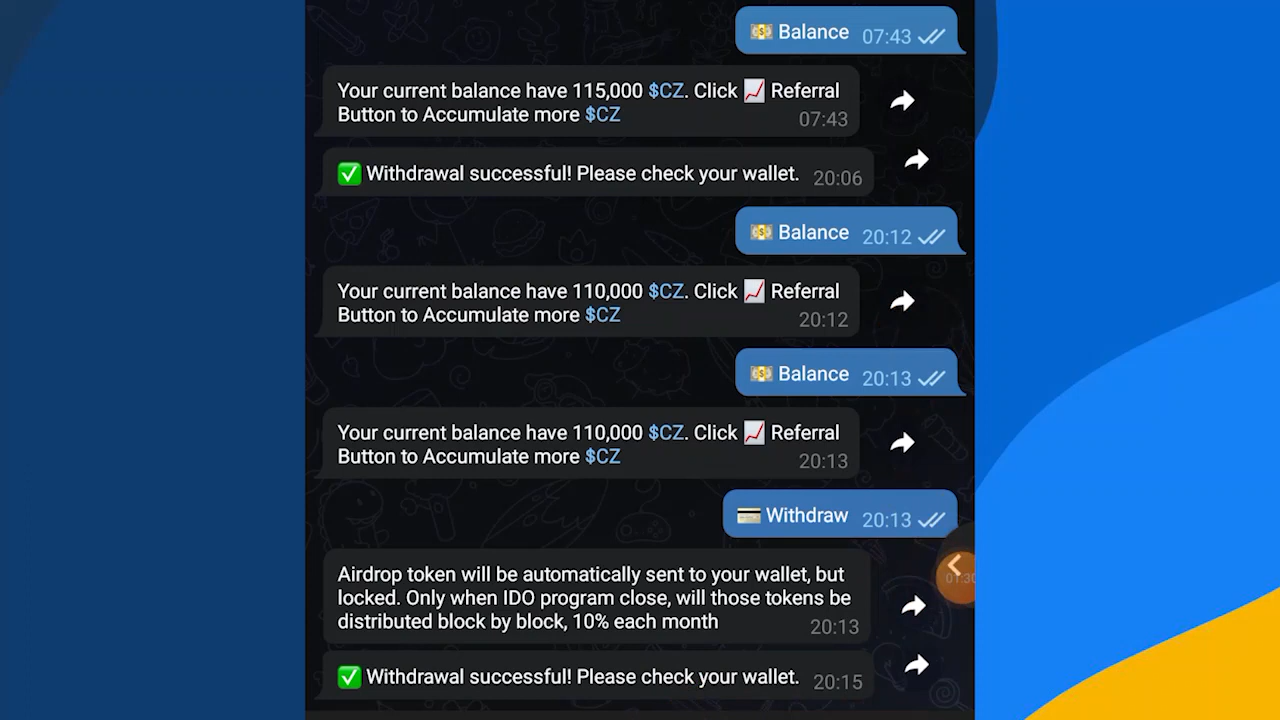 💵 Balance 07:43
Your current balance have 115,000 $CZ. Click 📈 Referral
Button to Accumulate more $CZ 07:43
✅ Withdrawal successful! Please check your wallet. 20:06
💵 Balance 20:12
Your current balance have 110,000 $CZ. Click 📈 Referral
Button to Accumulate more $CZ 20:12
💵 Balance 20:13
Your current balance have 110,000 $CZ. Click 📈 Referral
Button to Accumulate more $CZ 20:13
💳 Withdraw 20:13
Airdrop token will be automatically sent to your wallet, but
locked. Only when IDO program close, will those tokens be
distributed block by block, 10% each month 20:13
✅ Withdrawal successful! Please check your wallet. 20:15